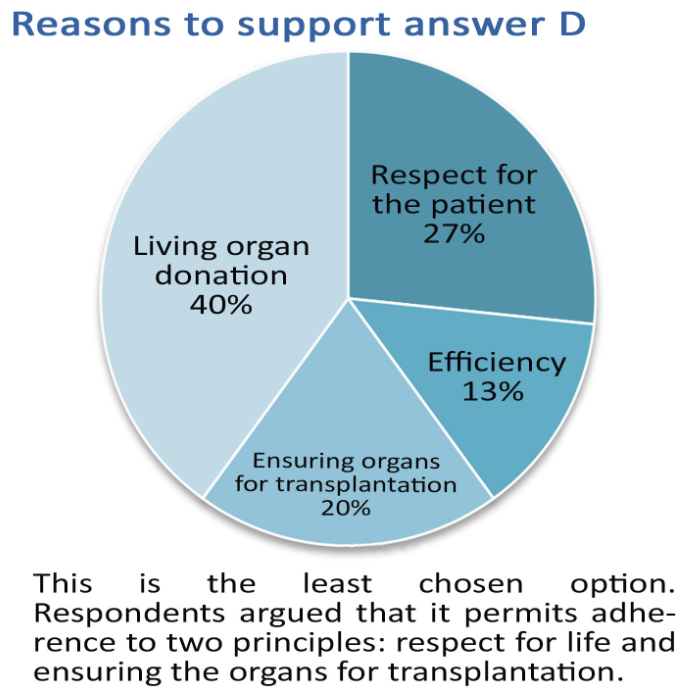 Reasons to support answer D
Respect for
the patient
27%
Living organ
donation
40%
Efficiency
13%
Ensuring organs
for transplantation
20%
This is the least chosen option.
Respondents argued that it permits adhe-
rence to two principles: respect for life and
ensuring the organs for transplantation.